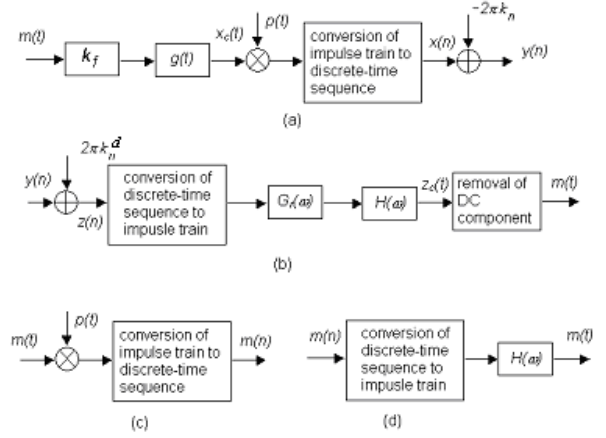 m(t)
k_f
g(t)
x_c(t)
p(t)
conversion of
impulse train to
discrete-time
sequence
x(n)
-2πk_n
y(n)
(a)
y(n)
2πk_n^d
z(n)
conversion of
discrete-time
sequence to
impusle train
G_r(ω)
H(ω)
z_c(t)
removal of
DC
component
m(t)
(b)
m(t)
p(t)
conversion of
impulse train to
discrete-time
sequence
m(n)
(c)
m(n)
conversion of
discrete-time
sequence to
impusle train
H(ω)
m(t)
(d)